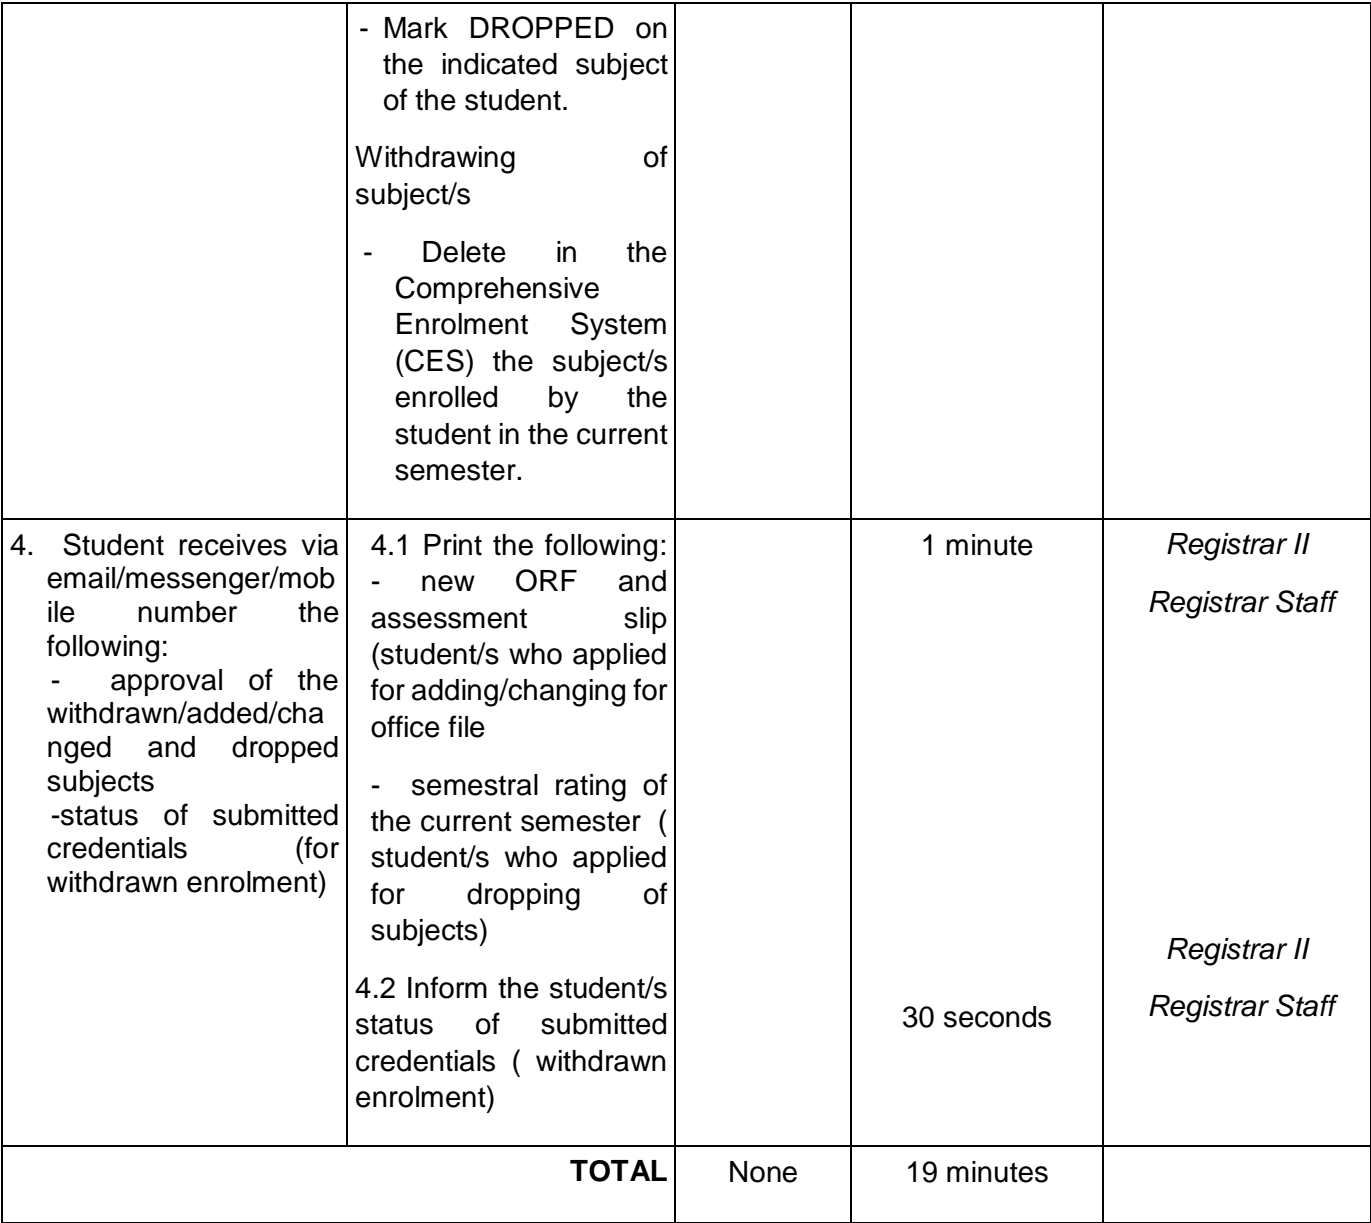 - Mark DROPPED on
the indicated subject
of the student.
Withdrawing of
subject/s
- Delete in the
Comprehensive
Enrolment System
(CES) the subject/s
enrolled by the
student in the current
semester.
4. Student receives via
email/messenger/mob
ile number the
following:
- approval of the
withdrawn/added/cha
nged and dropped
subjects
-status of submitted
credentials (for
withdrawn enrolment)
4.1 Print the following:
- new ORF and
assessment slip
(student/s who applied
for adding/changing for
office file
- semestral rating of
the current semester (
student/s who applied
for dropping of
subjects)
4.2 Inform the student/s
status of submitted
credentials ( withdrawn
enrolment)
1 minute
30 seconds
Registrar II
Registrar Staff
Registrar II
Registrar Staff
TOTAL
None
19 minutes